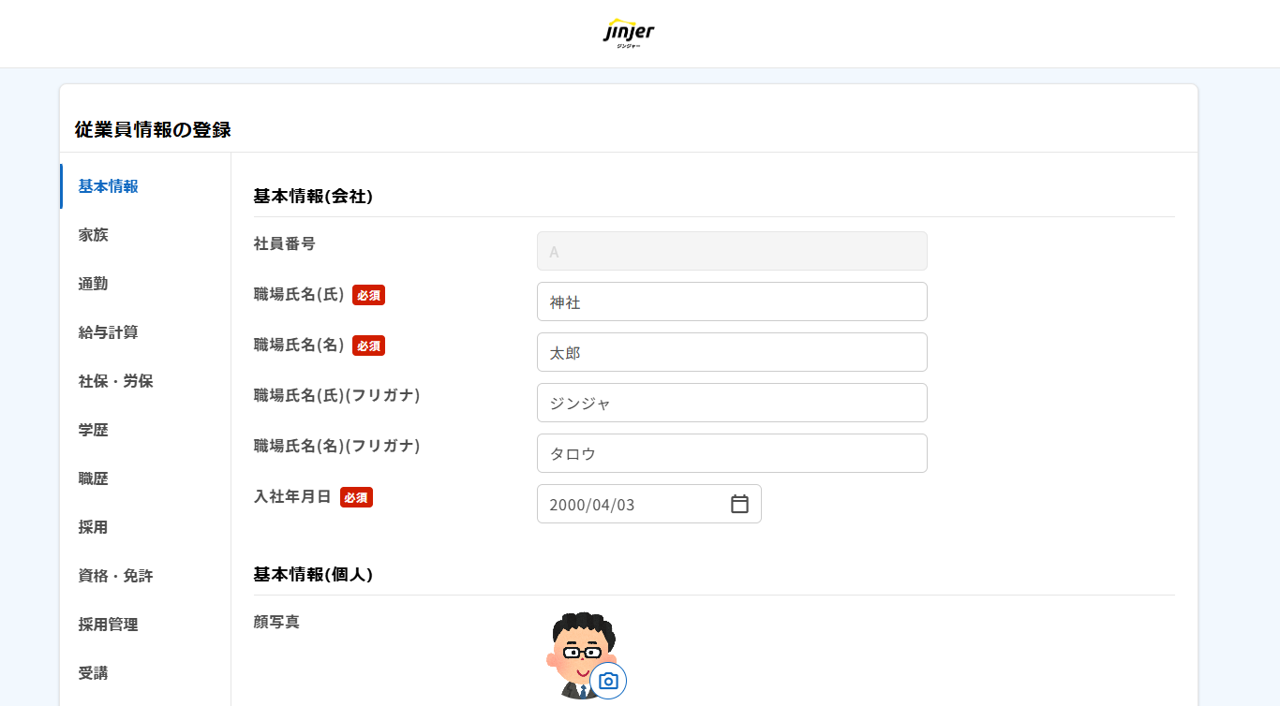 jinjer
ジンジャー
従業員情報の登録
基本情報
家族
通勤
給与計算
社保・労保
学歴
職歴
採用
資格・免許
採用管理
受講
基本情報(会社)
社員番号
A
職場氏名(氏) 必須
神社
職場氏名(名) 必須
太郎
職場氏名(氏)(フリガナ)
ジンジャ
職場氏名(名)(フリガナ)
タロウ
入社年月日 必須
2000/04/03
基本情報(個人)
顔写真